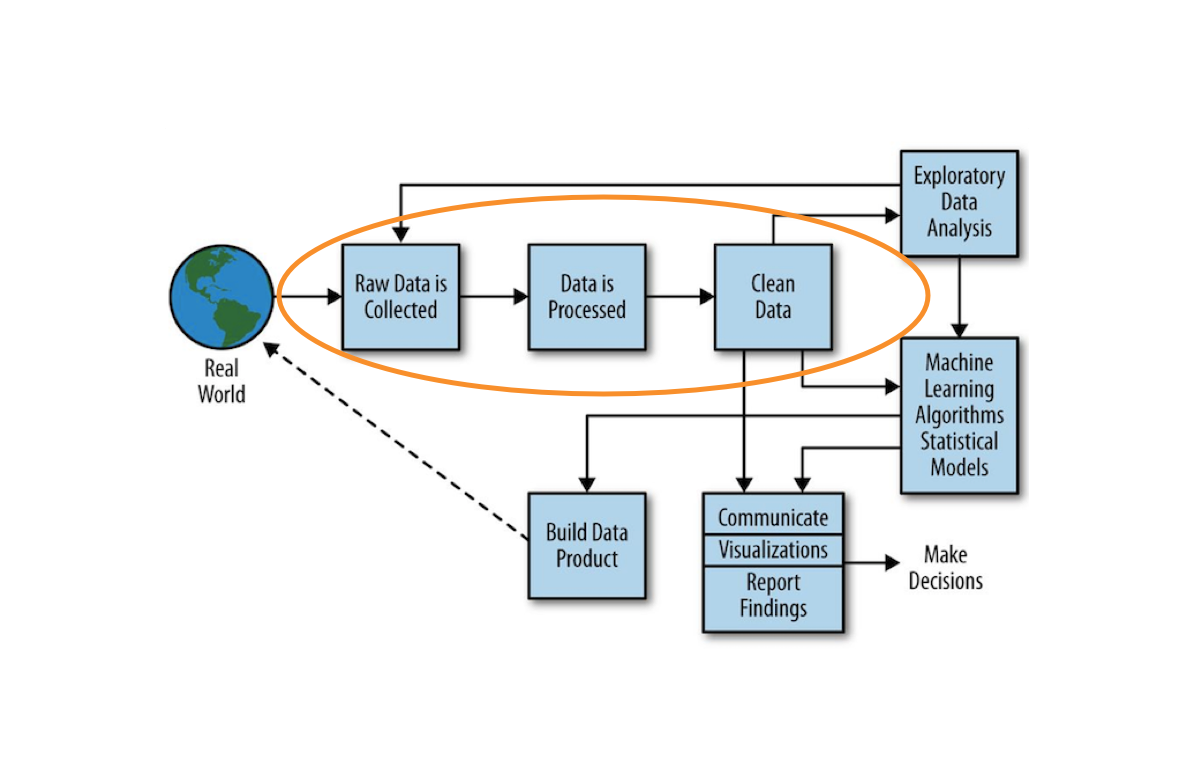 Exploratory
Data
Analysis
Raw Data is
Collected
Data is
Processed
Clean
Data
Real
World
Machine
Learning
Algorithms
Statistical
Models
Build Data
Product
Communicate
Visualizations
Report
Findings
Make
Decisions